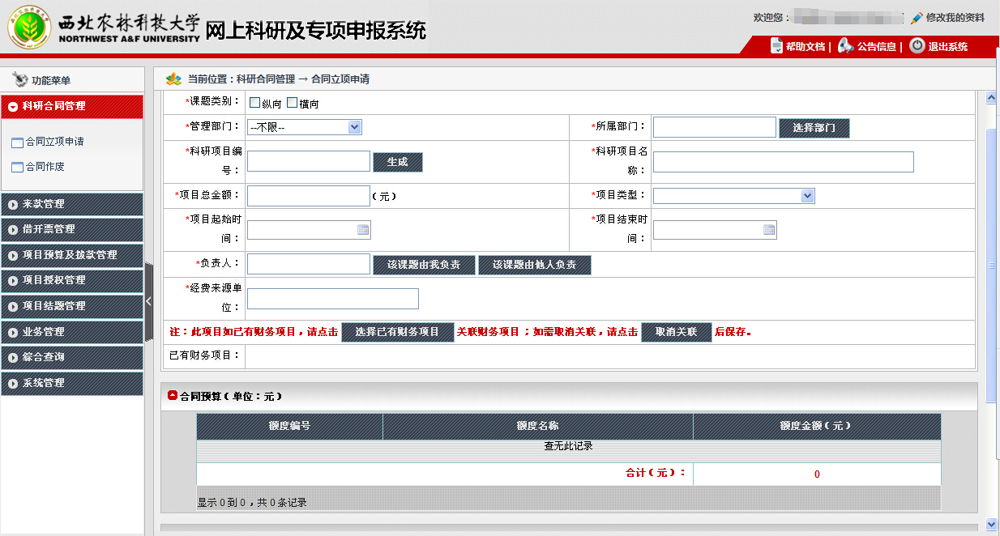 西北农林科技大学
NORTHWEST A&F UNIVERSITY
网上科研及专项申报系统
欢迎您：
修改我的资料
帮助文档 | 公告信息 | 退出系统
功能菜单
科研合同管理
合同立项申请
合同作废
来款管理
借开票管理
项目预算及拨款管理
项目授权管理
项目结题管理
业务管理
综合查询
系统管理
当前位置：科研合同管理 → 合同立项申请
*课题类别： 纵向 横向
*管理部门： --不限-- *所属部门： 选择部门
*科研项目编号： 生成 *科研项目名称：
*项目总金额： （元） *项目类型：
*项目起始时间： *项目结束时间：
*负责人： 该课题由我负责 该课题由他人负责
*经费来源单位：
注：此项目如已有财务项目，请点击 选择已有财务项目 关联财务项目；如需取消关联，请点击 取消关联 后保存。
已有财务项目：
合同预算（单位：元）
额度编号 额度名称 额度金额（元）
查无此记录
合计（元）： 0
显示 0 到 0 ，共 0 条记录